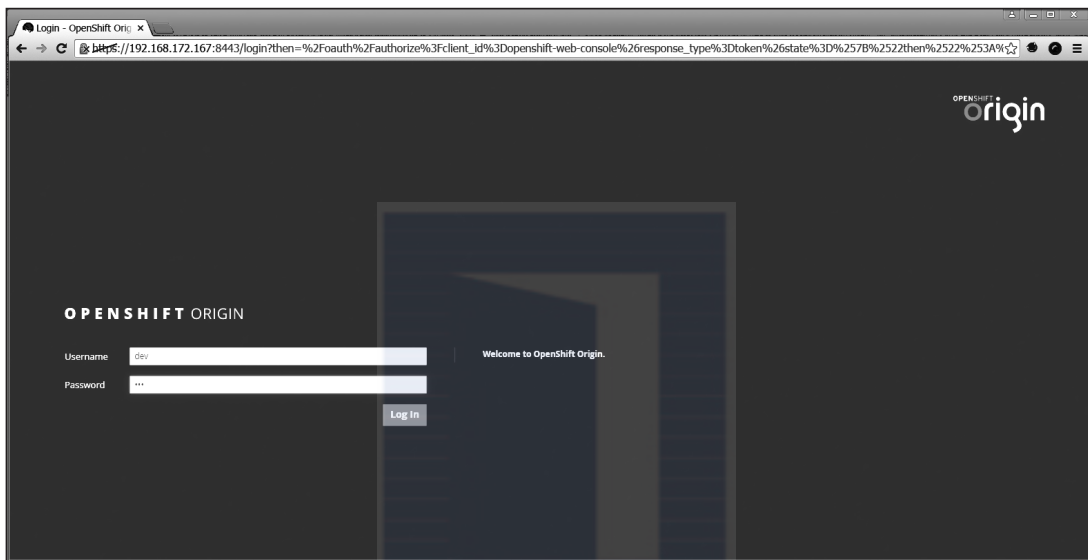 Login - OpenShift Orig
https://192.168.172.167:8443/login?then=%2Foauth%2Fauthorize%3Fclient_id%3Dopenshift-web-console%26response_type%3Dtoken%26state%3D%257B%2522then%2522%253A%
OPENSHIFT
origin
OPENSHIFT ORIGIN
Username dev
Welcome to OpenShift Origin.
Password •••
Log In